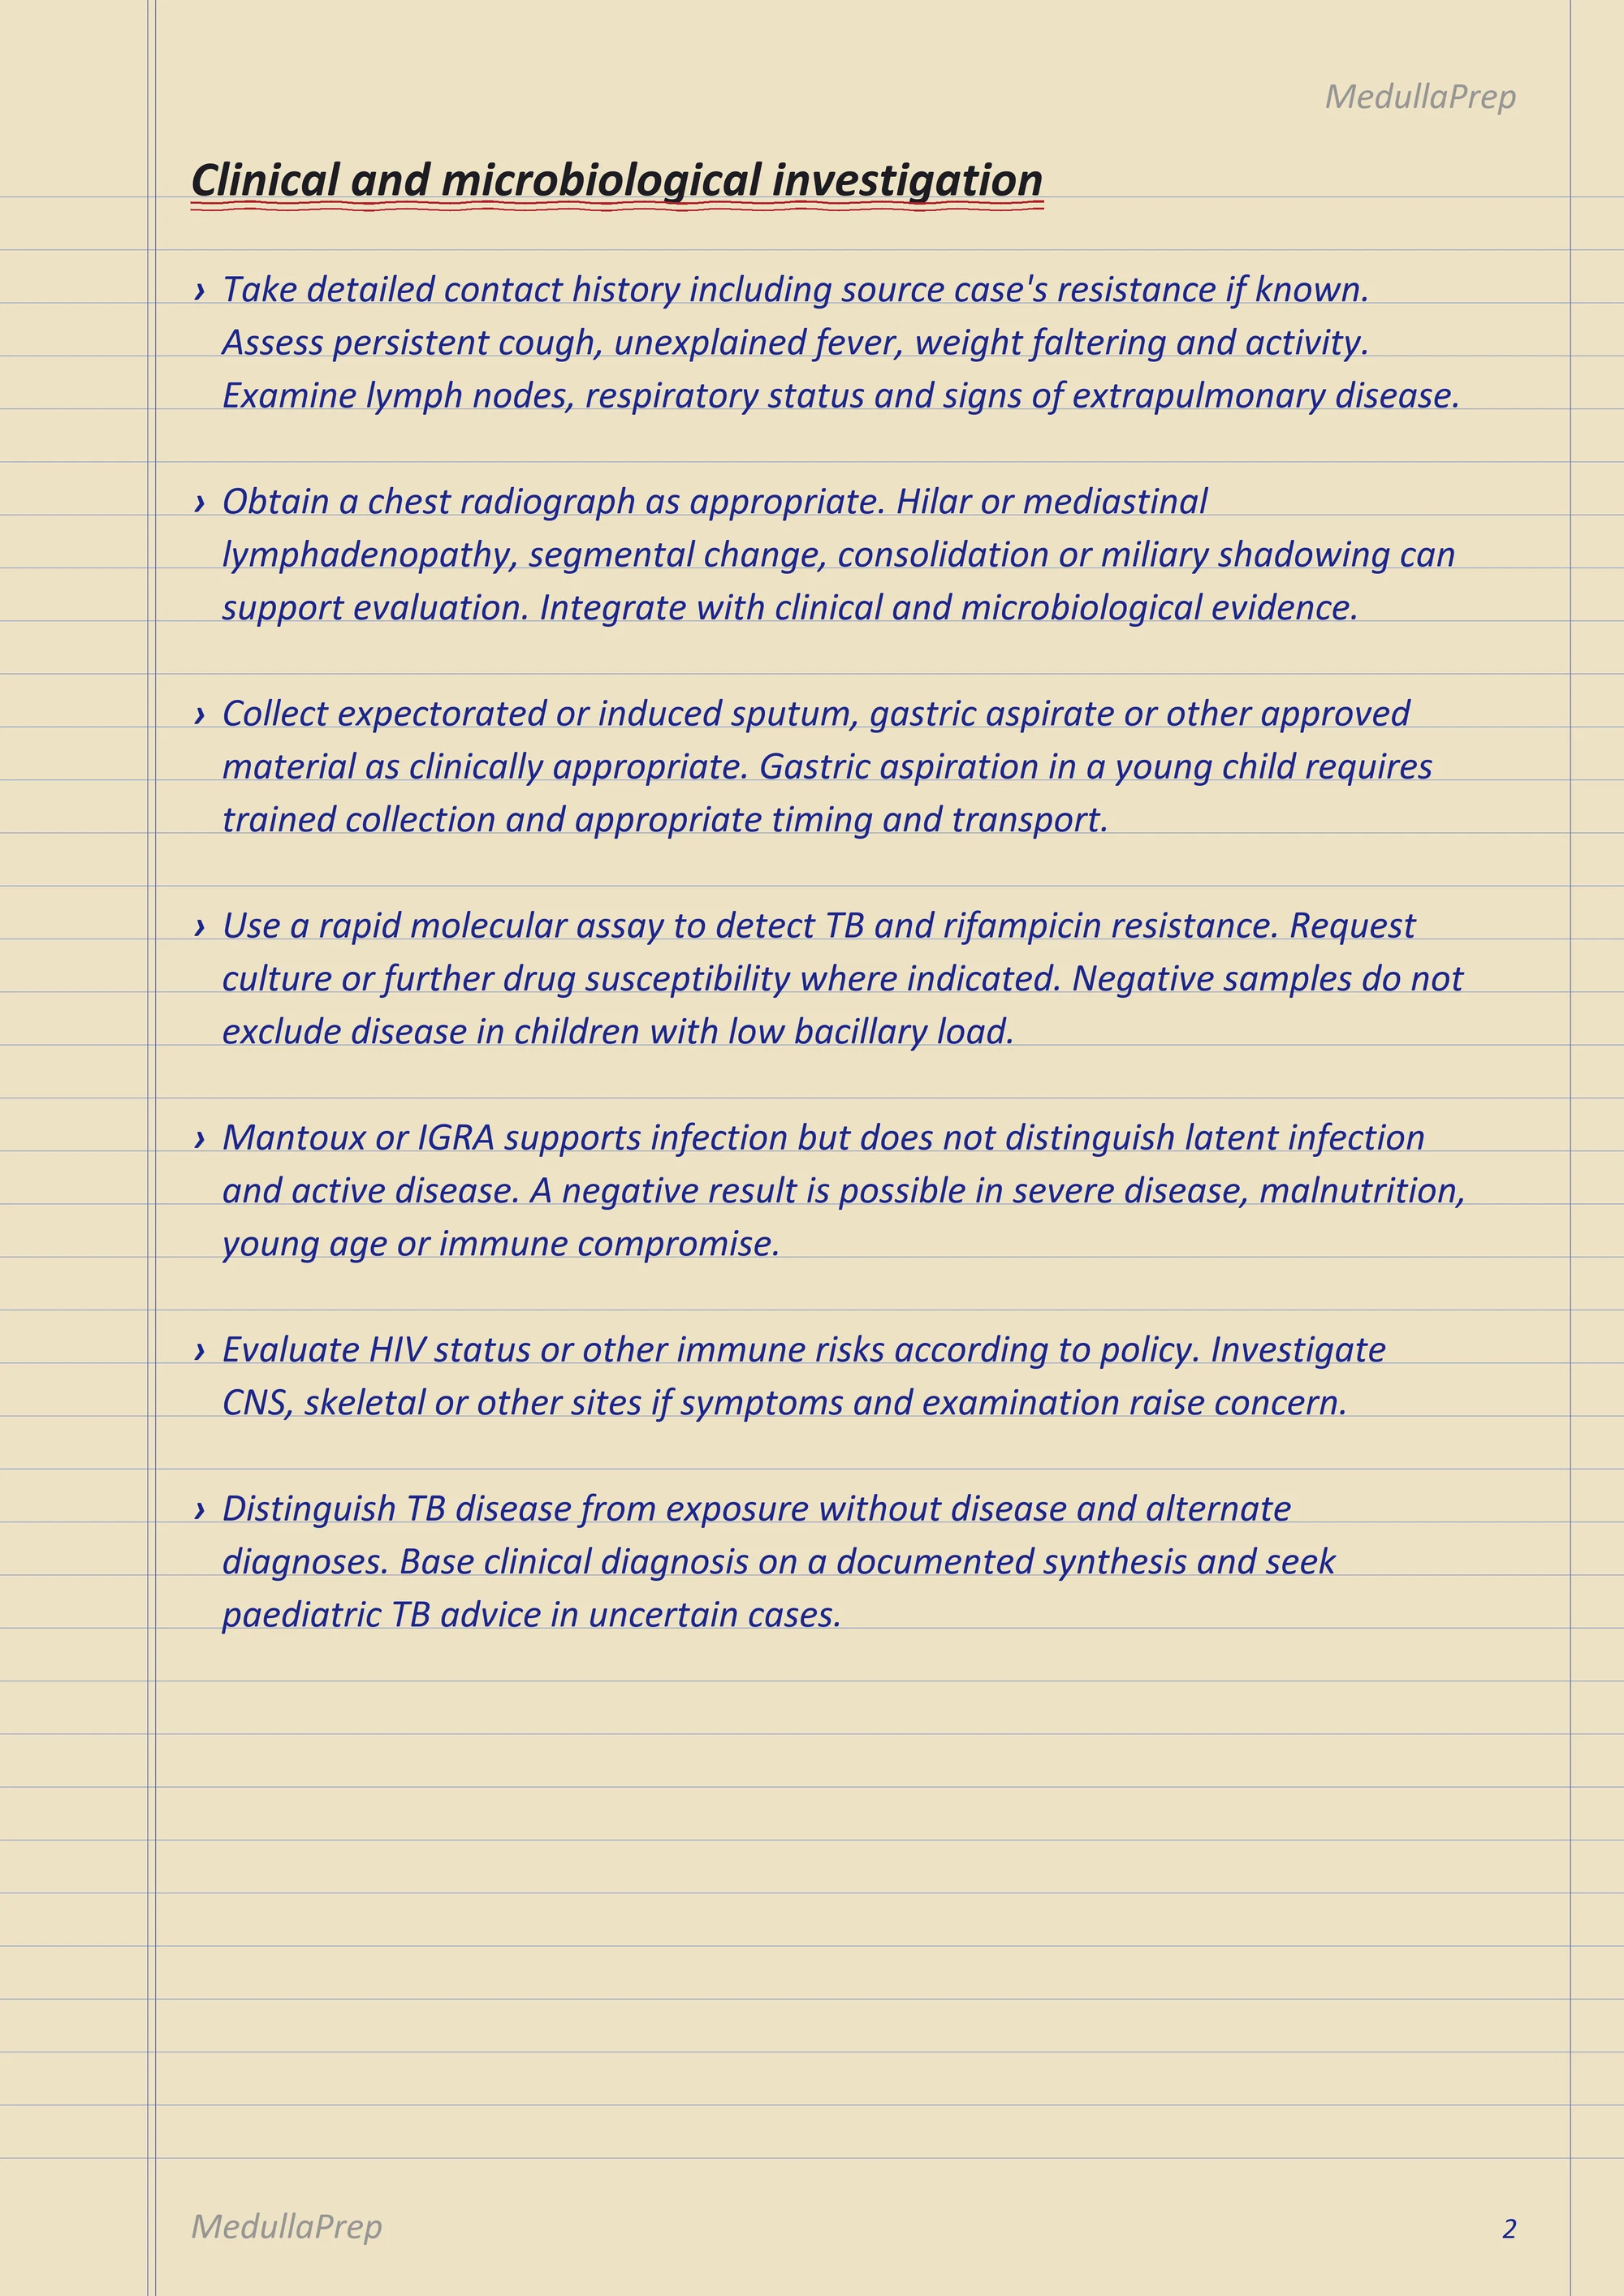 MedullaPrep
Clinical and microbiological investigation
› Take detailed contact history including source case's resistance if known.
Assess persistent cough, unexplained fever, weight faltering and activity.
Examine lymph nodes, respiratory status and signs of extrapulmonary disease.
› Obtain a chest radiograph as appropriate. Hilar or mediastinal
lymphadenopathy, segmental change, consolidation or miliary shadowing can
support evaluation. Integrate with clinical and microbiological evidence.
› Collect expectorated or induced sputum, gastric aspirate or other approved
material as clinically appropriate. Gastric aspiration in a young child requires
trained collection and appropriate timing and transport.
› Use a rapid molecular assay to detect TB and rifampicin resistance. Request
culture or further drug susceptibility where indicated. Negative samples do not
exclude disease in children with low bacillary load.
› Mantoux or IGRA supports infection but does not distinguish latent infection
and active disease. A negative result is possible in severe disease, malnutrition,
young age or immune compromise.
› Evaluate HIV status or other immune risks according to policy. Investigate
CNS, skeletal or other sites if symptoms and examination raise concern.
› Distinguish TB disease from exposure without disease and alternate
diagnoses. Base clinical diagnosis on a documented synthesis and seek
paediatric TB advice in uncertain cases.
MedullaPrep
2